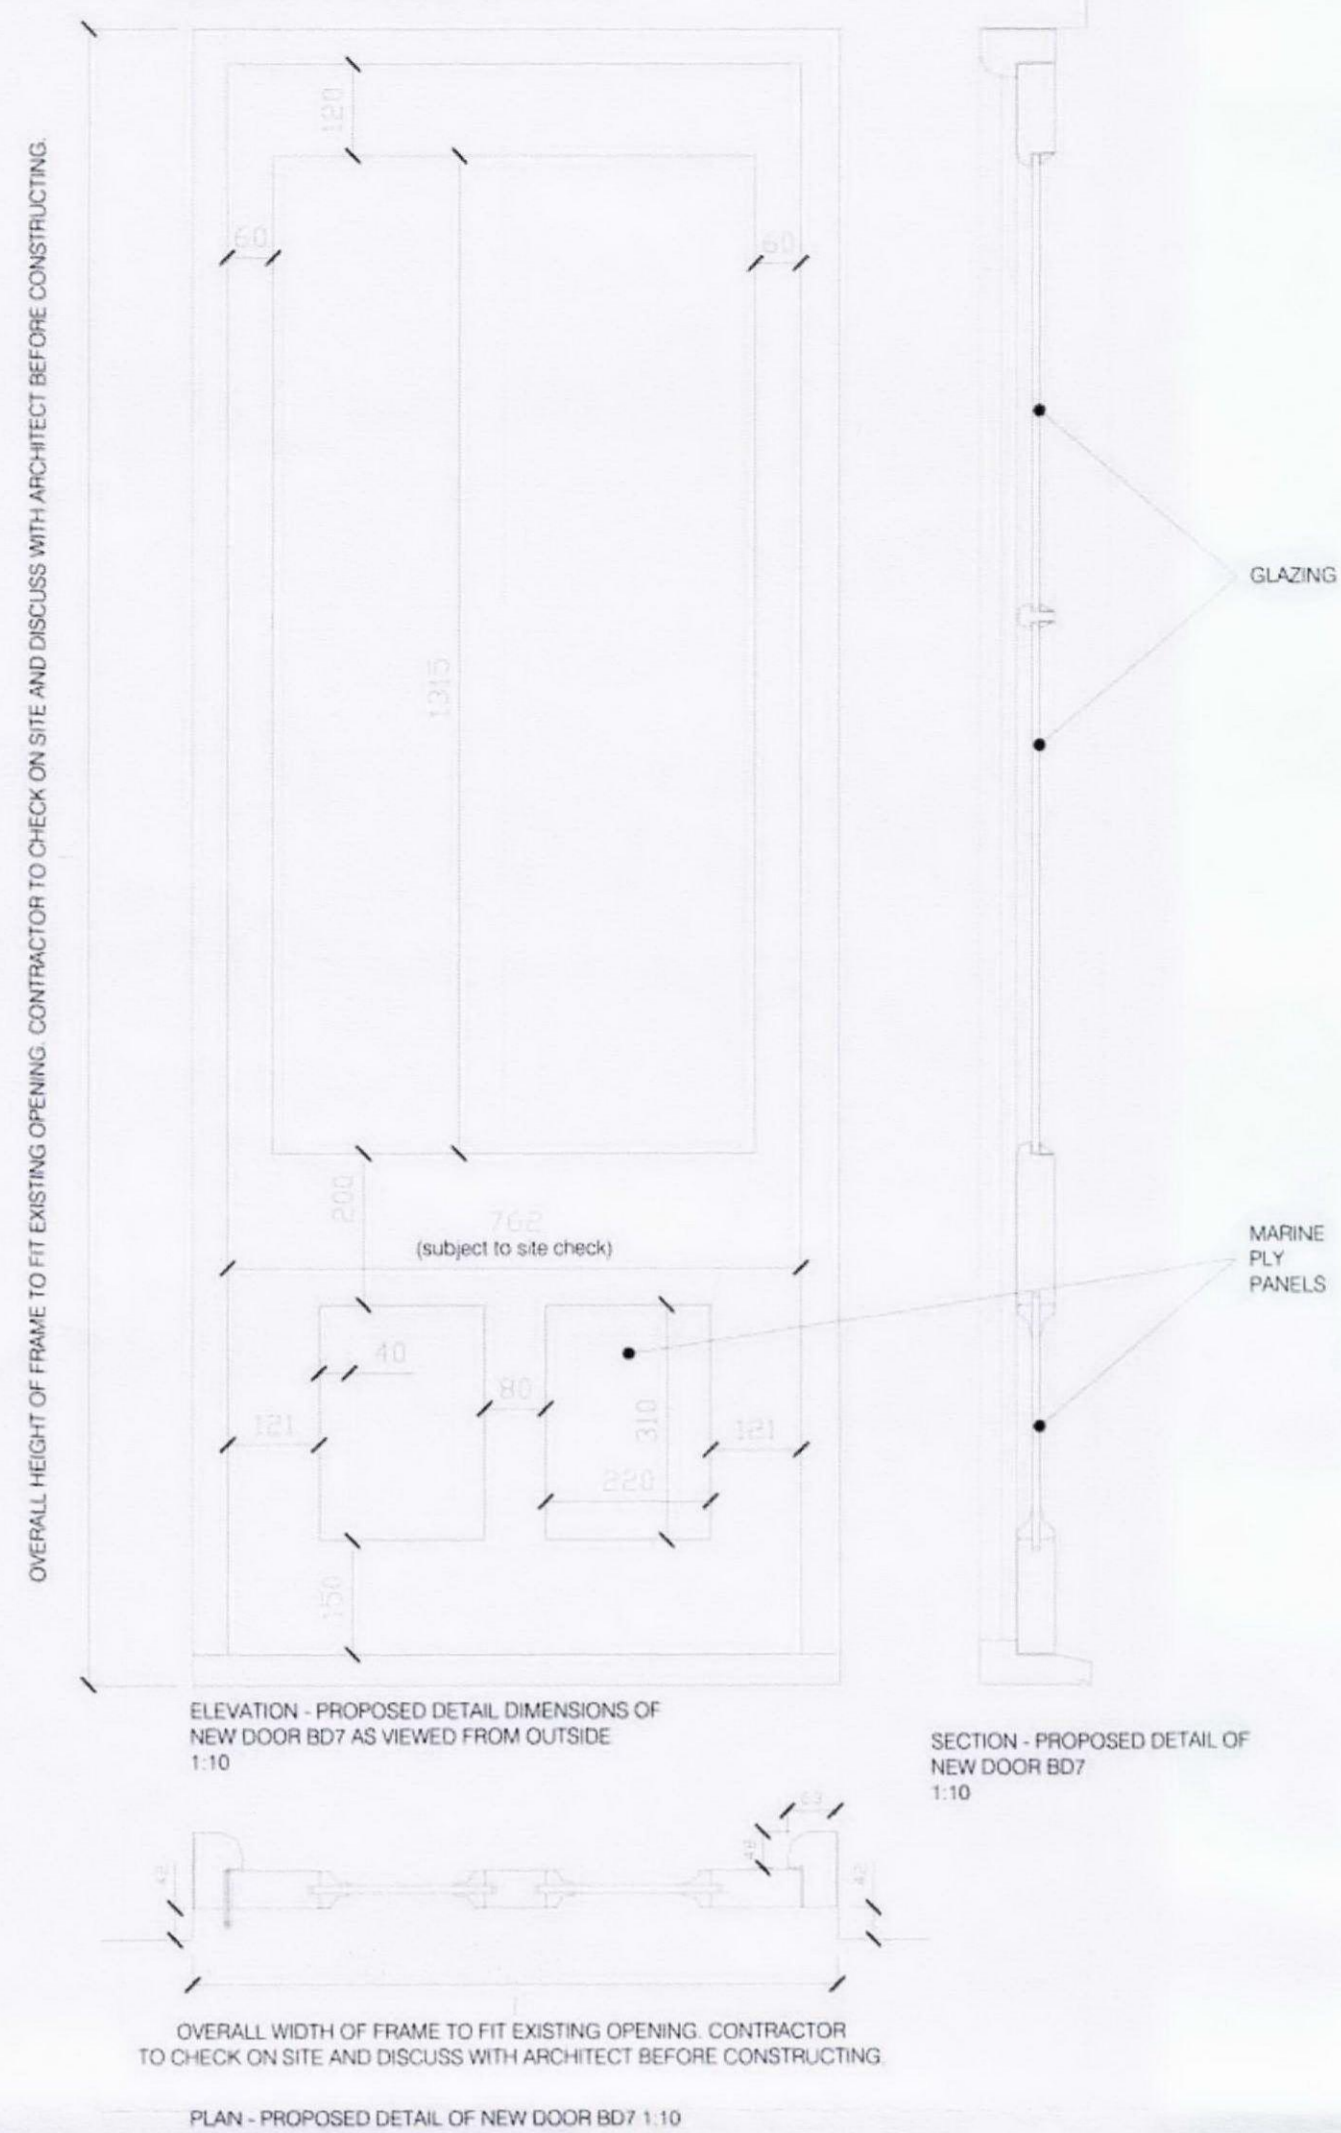 OVERALL HEIGHT OF FRAME TO FIT EXISTING OPENING. CONTRACTOR TO CHECK ON SITE AND DISCUSS WITH ARCHITECT BEFORE CONSTRUCTING.
120
60
60
1315
GLAZING
200
762
(subject to site check)
MARINE
PLY
PANELS
40
80
121
310
121
220
150
ELEVATION - PROPOSED DETAIL DIMENSIONS OF
NEW DOOR BD7 AS VIEWED FROM OUTSIDE
1:10
SECTION - PROPOSED DETAIL OF
NEW DOOR BD7
1:10
63
42
OVERALL WIDTH OF FRAME TO FIT EXISTING OPENING. CONTRACTOR
TO CHECK ON SITE AND DISCUSS WITH ARCHITECT BEFORE CONSTRUCTING.
PLAN - PROPOSED DETAIL OF NEW DOOR BD7 1:10